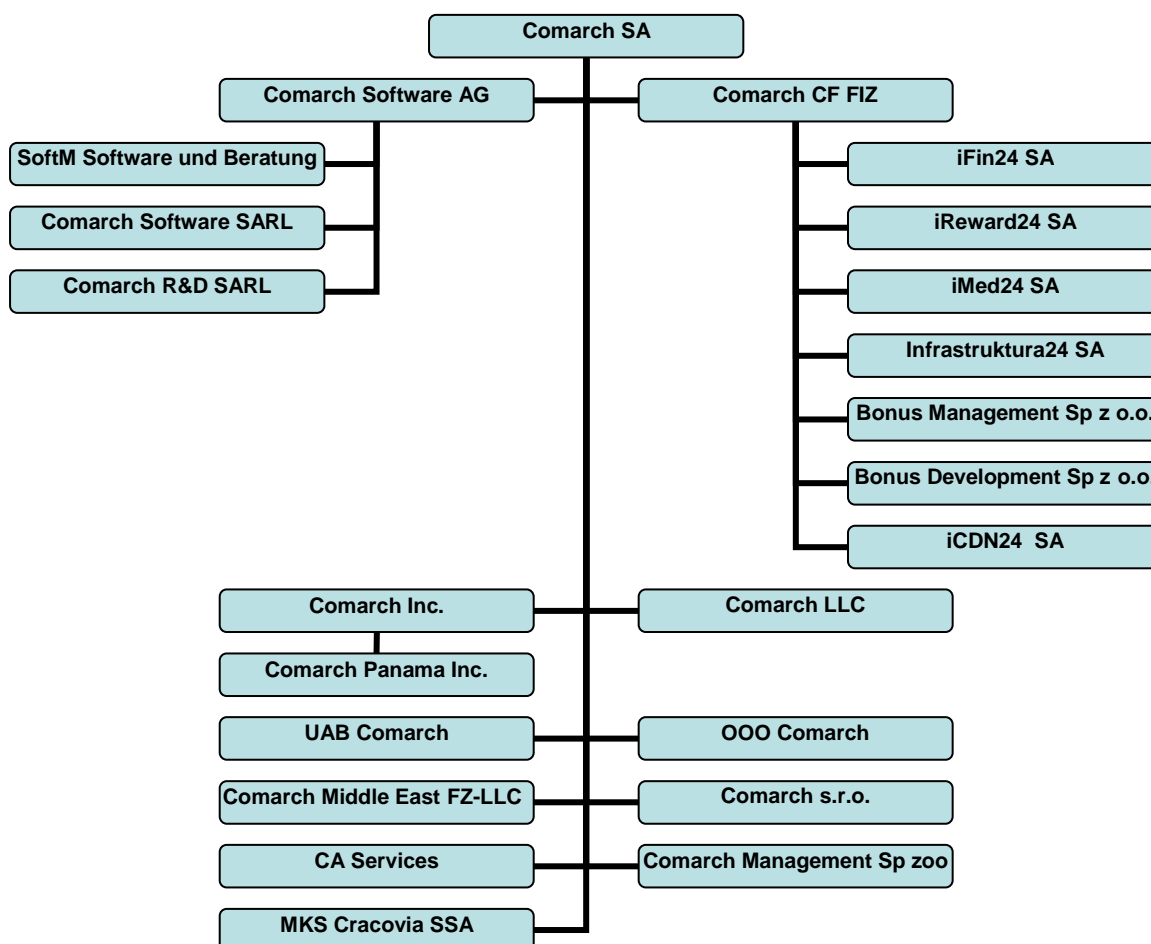 Comarch SA
Comarch Software AG
Comarch CF FIZ
SoftM Software und Beratung
iFin24 SA
Comarch Software SARL
iReward24 SA
Comarch R&D SARL
iMed24 SA
Infrastruktura24 SA
Bonus Management Sp z o.o.
Bonus Development Sp z o.o
iCDN24 SA
Comarch Inc.
Comarch LLC
Comarch Panama Inc.
UAB Comarch
OOO Comarch
Comarch Middle East FZ-LLC
Comarch s.r.o.
CA Services
Comarch Management Sp zoo
MKS Cracovia SSA